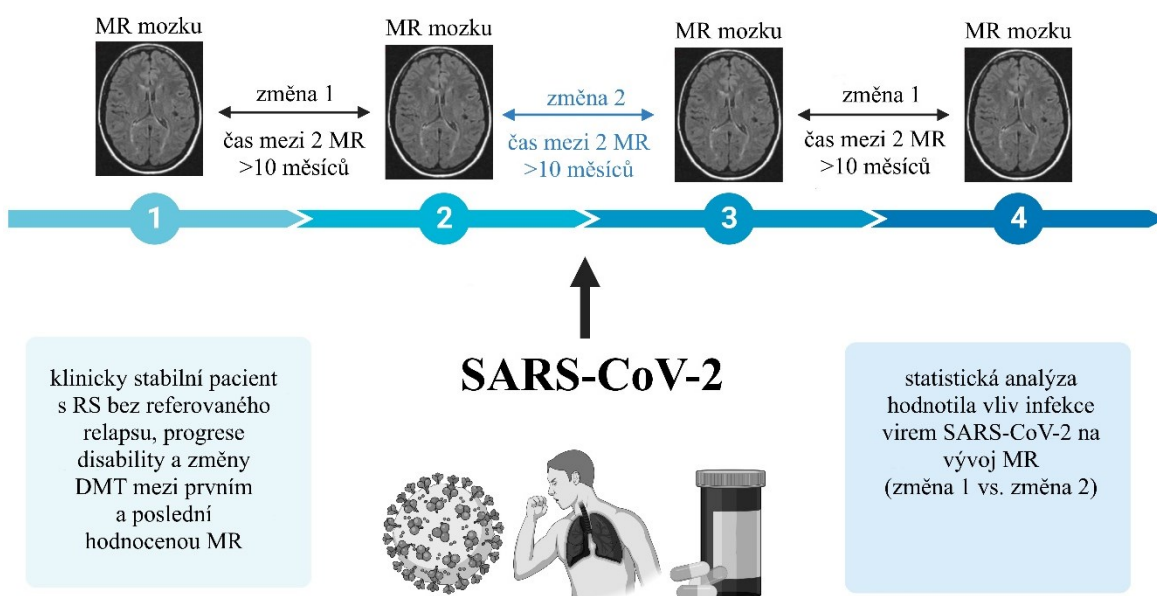 MR mozku
MR mozku
MR mozku
MR mozku
změna 1
změna 2
změna 1
čas mezi 2 MR
>10 měsíců
čas mezi 2 MR
>10 měsíců
čas mezi 2 MR
>10 měsíců
1
2
3
4
SARS-CoV-2
klinicky stabilní pacient
s RS bez referovaného
relapsu, progrese
disability a změny
DMT mezi prvním
a poslední
hodnocenou MR
statistická analýza
hodnotila vliv infekce
virem SARS-CoV-2 na
vývoj MR
(změna 1 vs. změna 2)